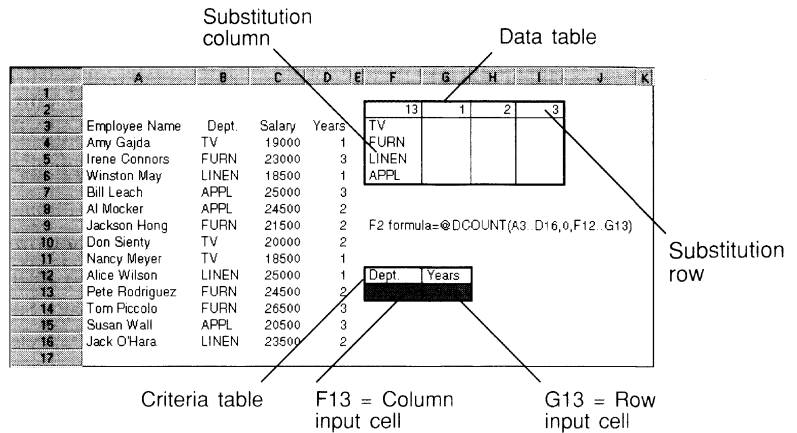 Substitution column
Data table
A B C D E F G H I J K
1
2 13 1 2 3
3 Employee Name Dept. Salary Years TV
4 Amy Gajda TV 19000 1 FURN
5 Irene Connors FURN 23000 3 LINEN
6 Winston May LINEN 18500 1 APPL
7 Bill Leach APPL 25000 3
8 Al Mocker APPL 24500 2
9 Jackson Hong FURN 21500 2 F2 formula=@DCOUNT(A3..D16,0,F12..G13)
10 Don Sienty TV 20000 2
11 Nancy Meyer TV 18500 1
12 Alice Wilson LINEN 25000 1 Dept. Years
13 Pete Rodriguez FURN 24500 2
14 Tom Piccolo FURN 26500 3
15 Susan Wall APPL 20500 3
16 Jack O'Hara LINEN 23500 2
17
Substitution row
Criteria table
F13 = Column input cell
G13 = Row input cell